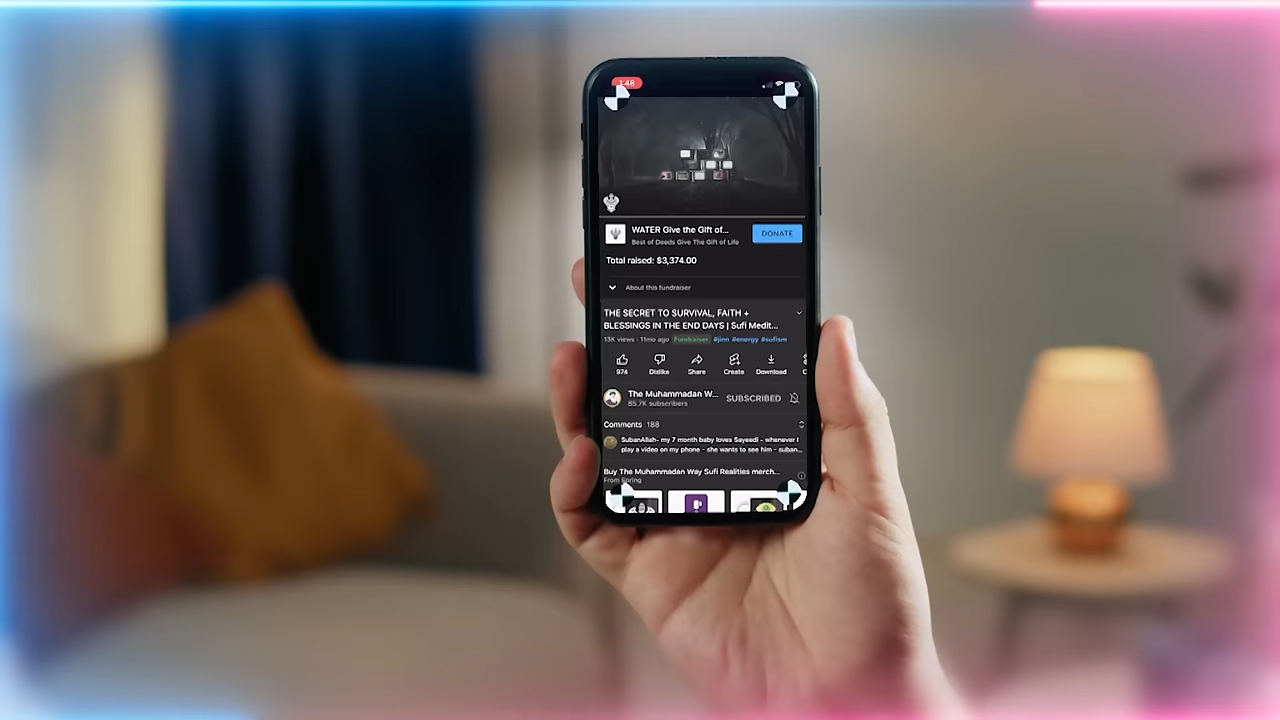 1:48
WATER Give the Gift of...
Best of Deeds Give The Gift of Life
DONATE
Total raised: $3,374.00
About this fundraiser
THE SECRET TO SURVIVAL, FAITH +
BLESSINGS IN THE END DAYS | Sufi Medit...
13K views · 11mo ago Fundraiser #jinn #energy #sufism
974 Dislike Share Create Download
The Muhammadan W... SUBSCRIBED
85.7K subscribers
Comments 188
SubanAllah- my 7 month baby loves Sayeedi - whenever I
play a video on my phone - she wants to see him - suban...
Buy The Muhammadan Way Sufi Realities merch...
From Spring